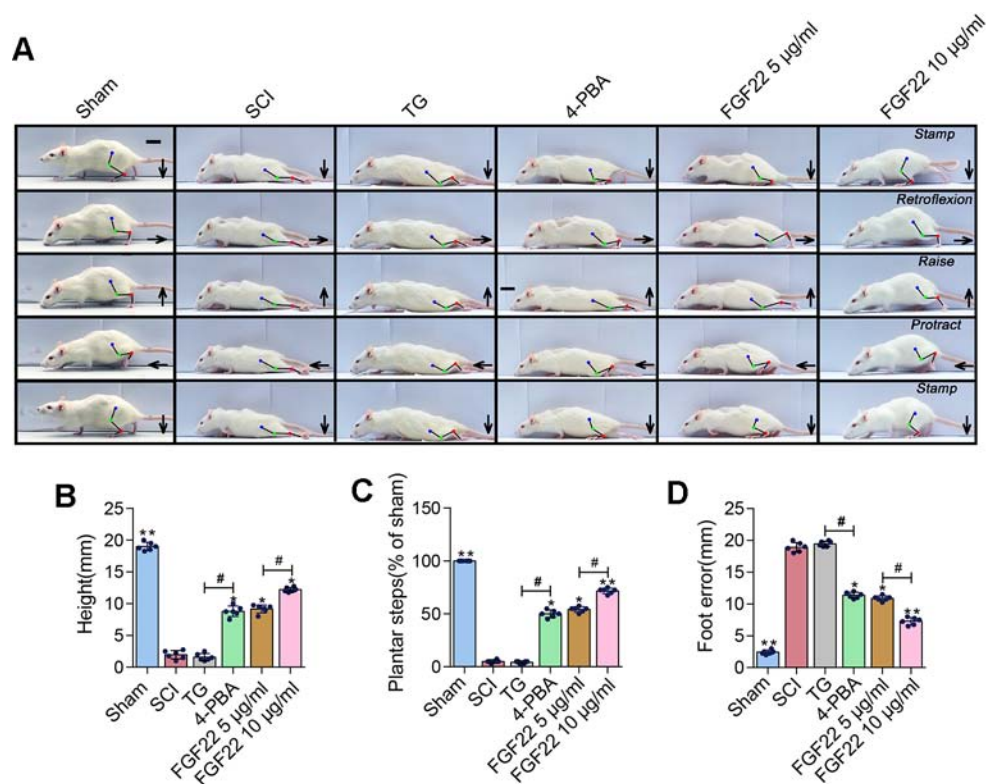 A
Sham
SCI
TG
4-PBA
FGF22 5 μg/ml
FGF22 10 μg/ml
Stamp
Retroflexion
Raise
Protract
Stamp
B
Height(mm)
25
20
15
10
5
0
**
#
#
*
*
*
Sham
SCI
TG
4-PBA
FGF22 5 μg/ml
FGF22 10 μg/ml
C
Plantar steps(% of sham)
150
100
50
0
**
#
#
*
*
**
Sham
SCI
TG
4-PBA
FGF22 5 μg/ml
FGF22 10 μg/ml
D
Foot error(mm)
25
20
15
10
5
0
**
#
#
*
*
**
Sham
SCI
TG
4-PBA
FGF22 5 μg/ml
FGF22 10 μg/ml